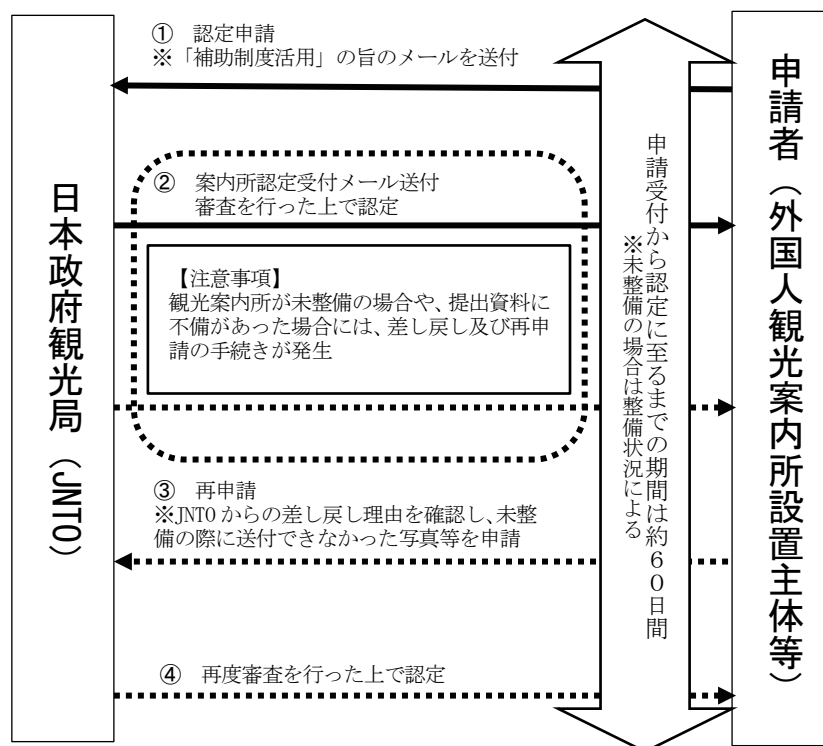 ① 認定申請
※「補助制度活用」の旨のメールを送付
日本政府観光局（JNTO）
② 案内所認定受付メール送付
審査を行った上で認定
【注意事項】
観光案内所が未整備の場合や、提出資料に
不備があった場合には、差し戻し及び再申
請の手続きが発生
③ 再申請
※JNTO からの差し戻し理由を確認し、未整
備の際に送付できなかった写真等を申請
④ 再度審査を行った上で認定
申請受付から認定に至るまでの期間は約６０日間
※未整備の場合は整備状況による
申請者（外国人観光案内所設置主体等）